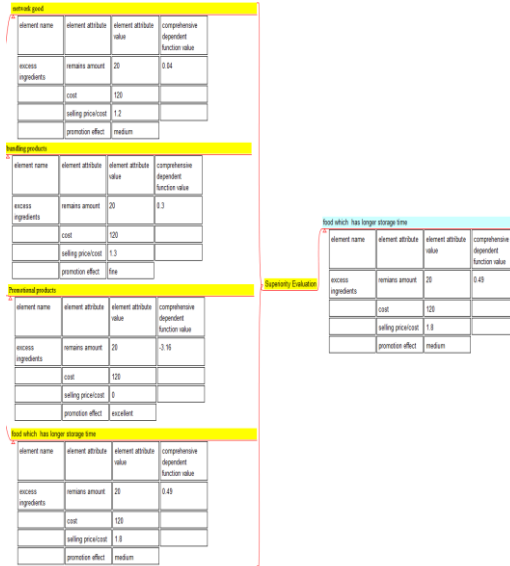 network good
element name element attribute element attribute value comprehensive dependent function value
excess ingredients remains amount 20 0.04
cost 120
selling price/cost 1.2
promotion effect medium
bundling products
element name element attribute element attribute value comprehensive dependent function value
excess ingredients remains amount 20 0.3
cost 120
selling price/cost 1.3
promotion effect fine
Promotional products
element name element attribute element attribute value comprehensive dependent function value
excess ingredients remains amount 20 -3.16
cost 120
selling price/cost 0
promotion effect excellent
food which has longer storage time
element name element attribute element attribute value comprehensive dependent function value
excess ingredients remians amount 20 0.49
cost 120
selling price/cost 1.8
promotion effect medium
Superiority Evaluation
food which has longer storage time
element name element attribute element attribute value comprehensive dependent function value
excess ingredients remians amount 20 0.49
cost 120
selling price/cost 1.8
promotion effect medium